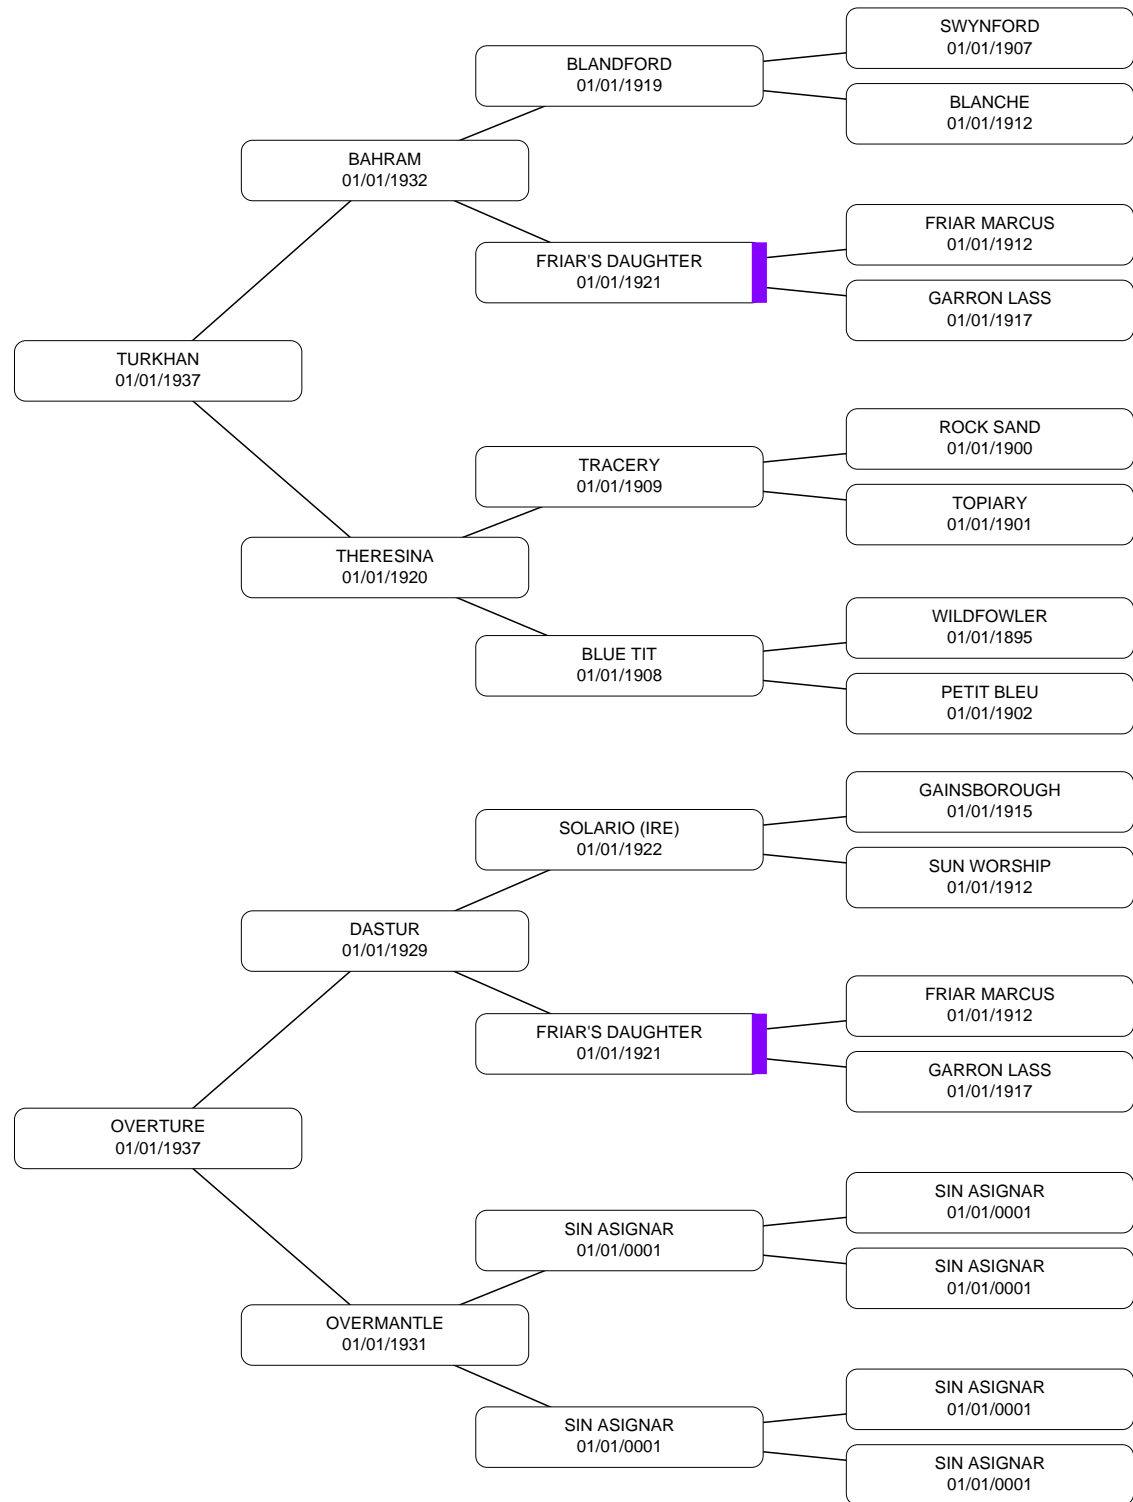 SWYNFORD
01/01/1907
BLANDFORD
01/01/1919
BLANCHE
01/01/1912
BAHRAM
01/01/1932
FRIAR MARCUS
01/01/1912
FRIAR'S DAUGHTER
01/01/1921
GARRON LASS
01/01/1917
TURKHAN
01/01/1937
ROCK SAND
01/01/1900
TRACERY
01/01/1909
TOPIARY
01/01/1901
THERESINA
01/01/1920
WILDFOWLER
01/01/1895
BLUE TIT
01/01/1908
PETIT BLEU
01/01/1902
GAINSBOROUGH
01/01/1915
SOLARIO (IRE)
01/01/1922
SUN WORSHIP
01/01/1912
DASTUR
01/01/1929
FRIAR MARCUS
01/01/1912
FRIAR'S DAUGHTER
01/01/1921
GARRON LASS
01/01/1917
OVERTURE
01/01/1937
SIN ASIGNAR
01/01/0001
SIN ASIGNAR
01/01/0001
SIN ASIGNAR
01/01/0001
OVERMANTLE
01/01/1931
SIN ASIGNAR
01/01/0001
SIN ASIGNAR
01/01/0001
SIN ASIGNAR
01/01/0001